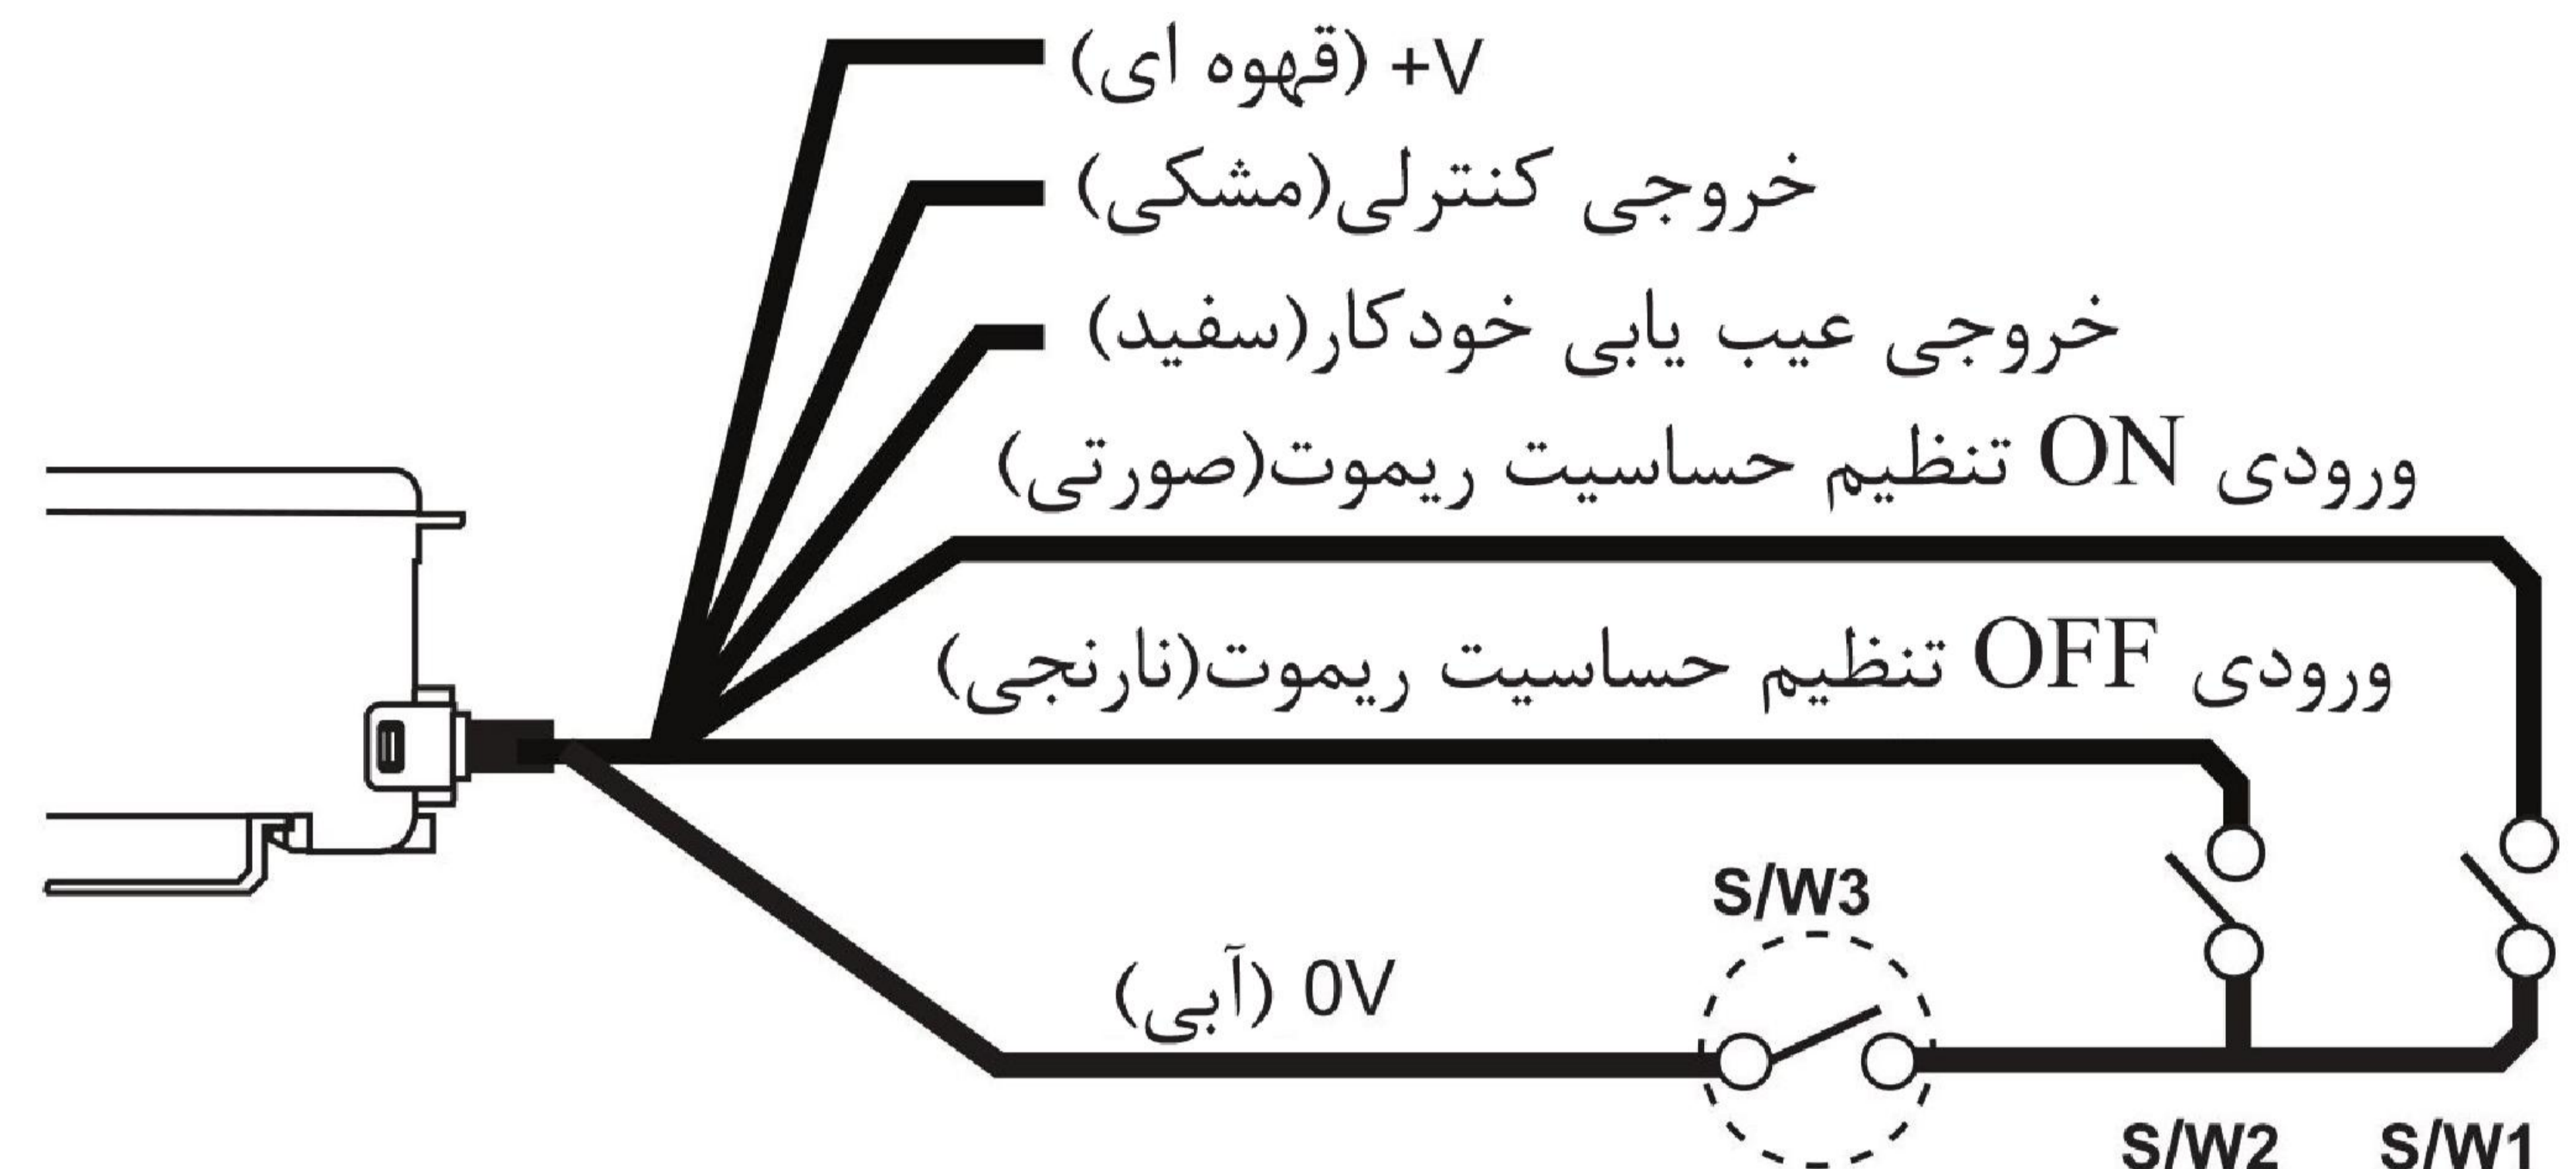 +V (قهوه ای)
خروجی کنترلی(مشکی)
خروجی عیب یابی خودکار(سفید)
ورودی ON تنظیم حساسیت ریموت(صورتی)
ورودی OFF تنظیم حساسیت ریموت(نارنجی)
S/W3
0V (آبی)
S/W2
S/W1